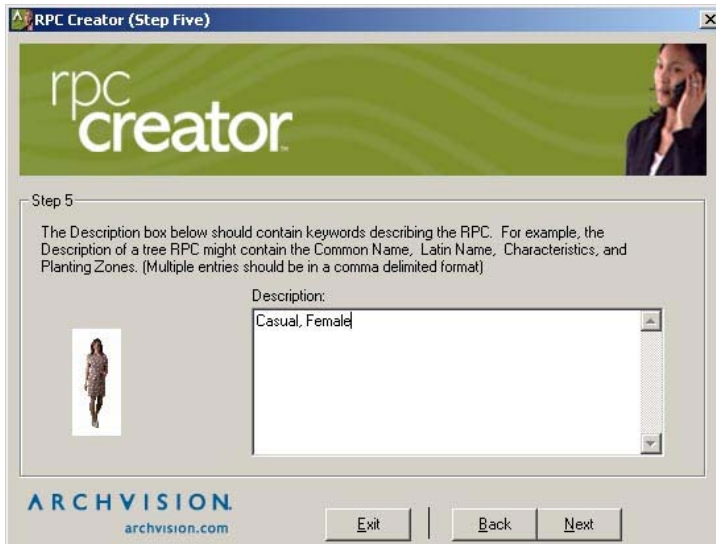 RPC Creator (Step Five)
rpc
creator™
Step 5
The Description box below should contain keywords describing the RPC. For example, the
Description of a tree RPC might contain the Common Name, Latin Name, Characteristics, and
Planting Zones. (Multiple entries should be in a comma delimited format)
Description:
Casual, Female
ARCHVISION.
archvision.com
Exit
Back
Next